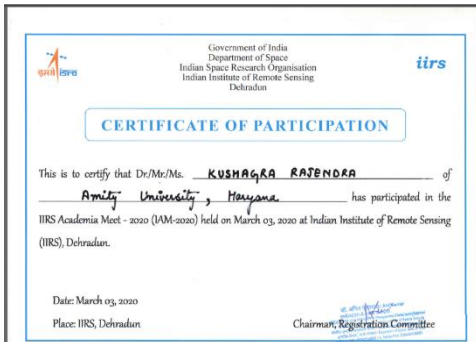 Government of India
Department of Space
Indian Space Research Organisation
Indian Institute of Remote Sensing
Dehradun
इसरो isro
iirs
CERTIFICATE OF PARTICIPATION
This is to certify that Dr/Mr/Ms. KUSHAGRA RAJENDRA of
Amity University, Haryana has participated in the
IIRS Academia Meet - 2020 (IAM-2020) held on March 03, 2020 at Indian Institute of Remote Sensing
(IIRS), Dehradun.
Date: March 03, 2020
Place: IIRS, Dehradun
Chairman, Registration Committee